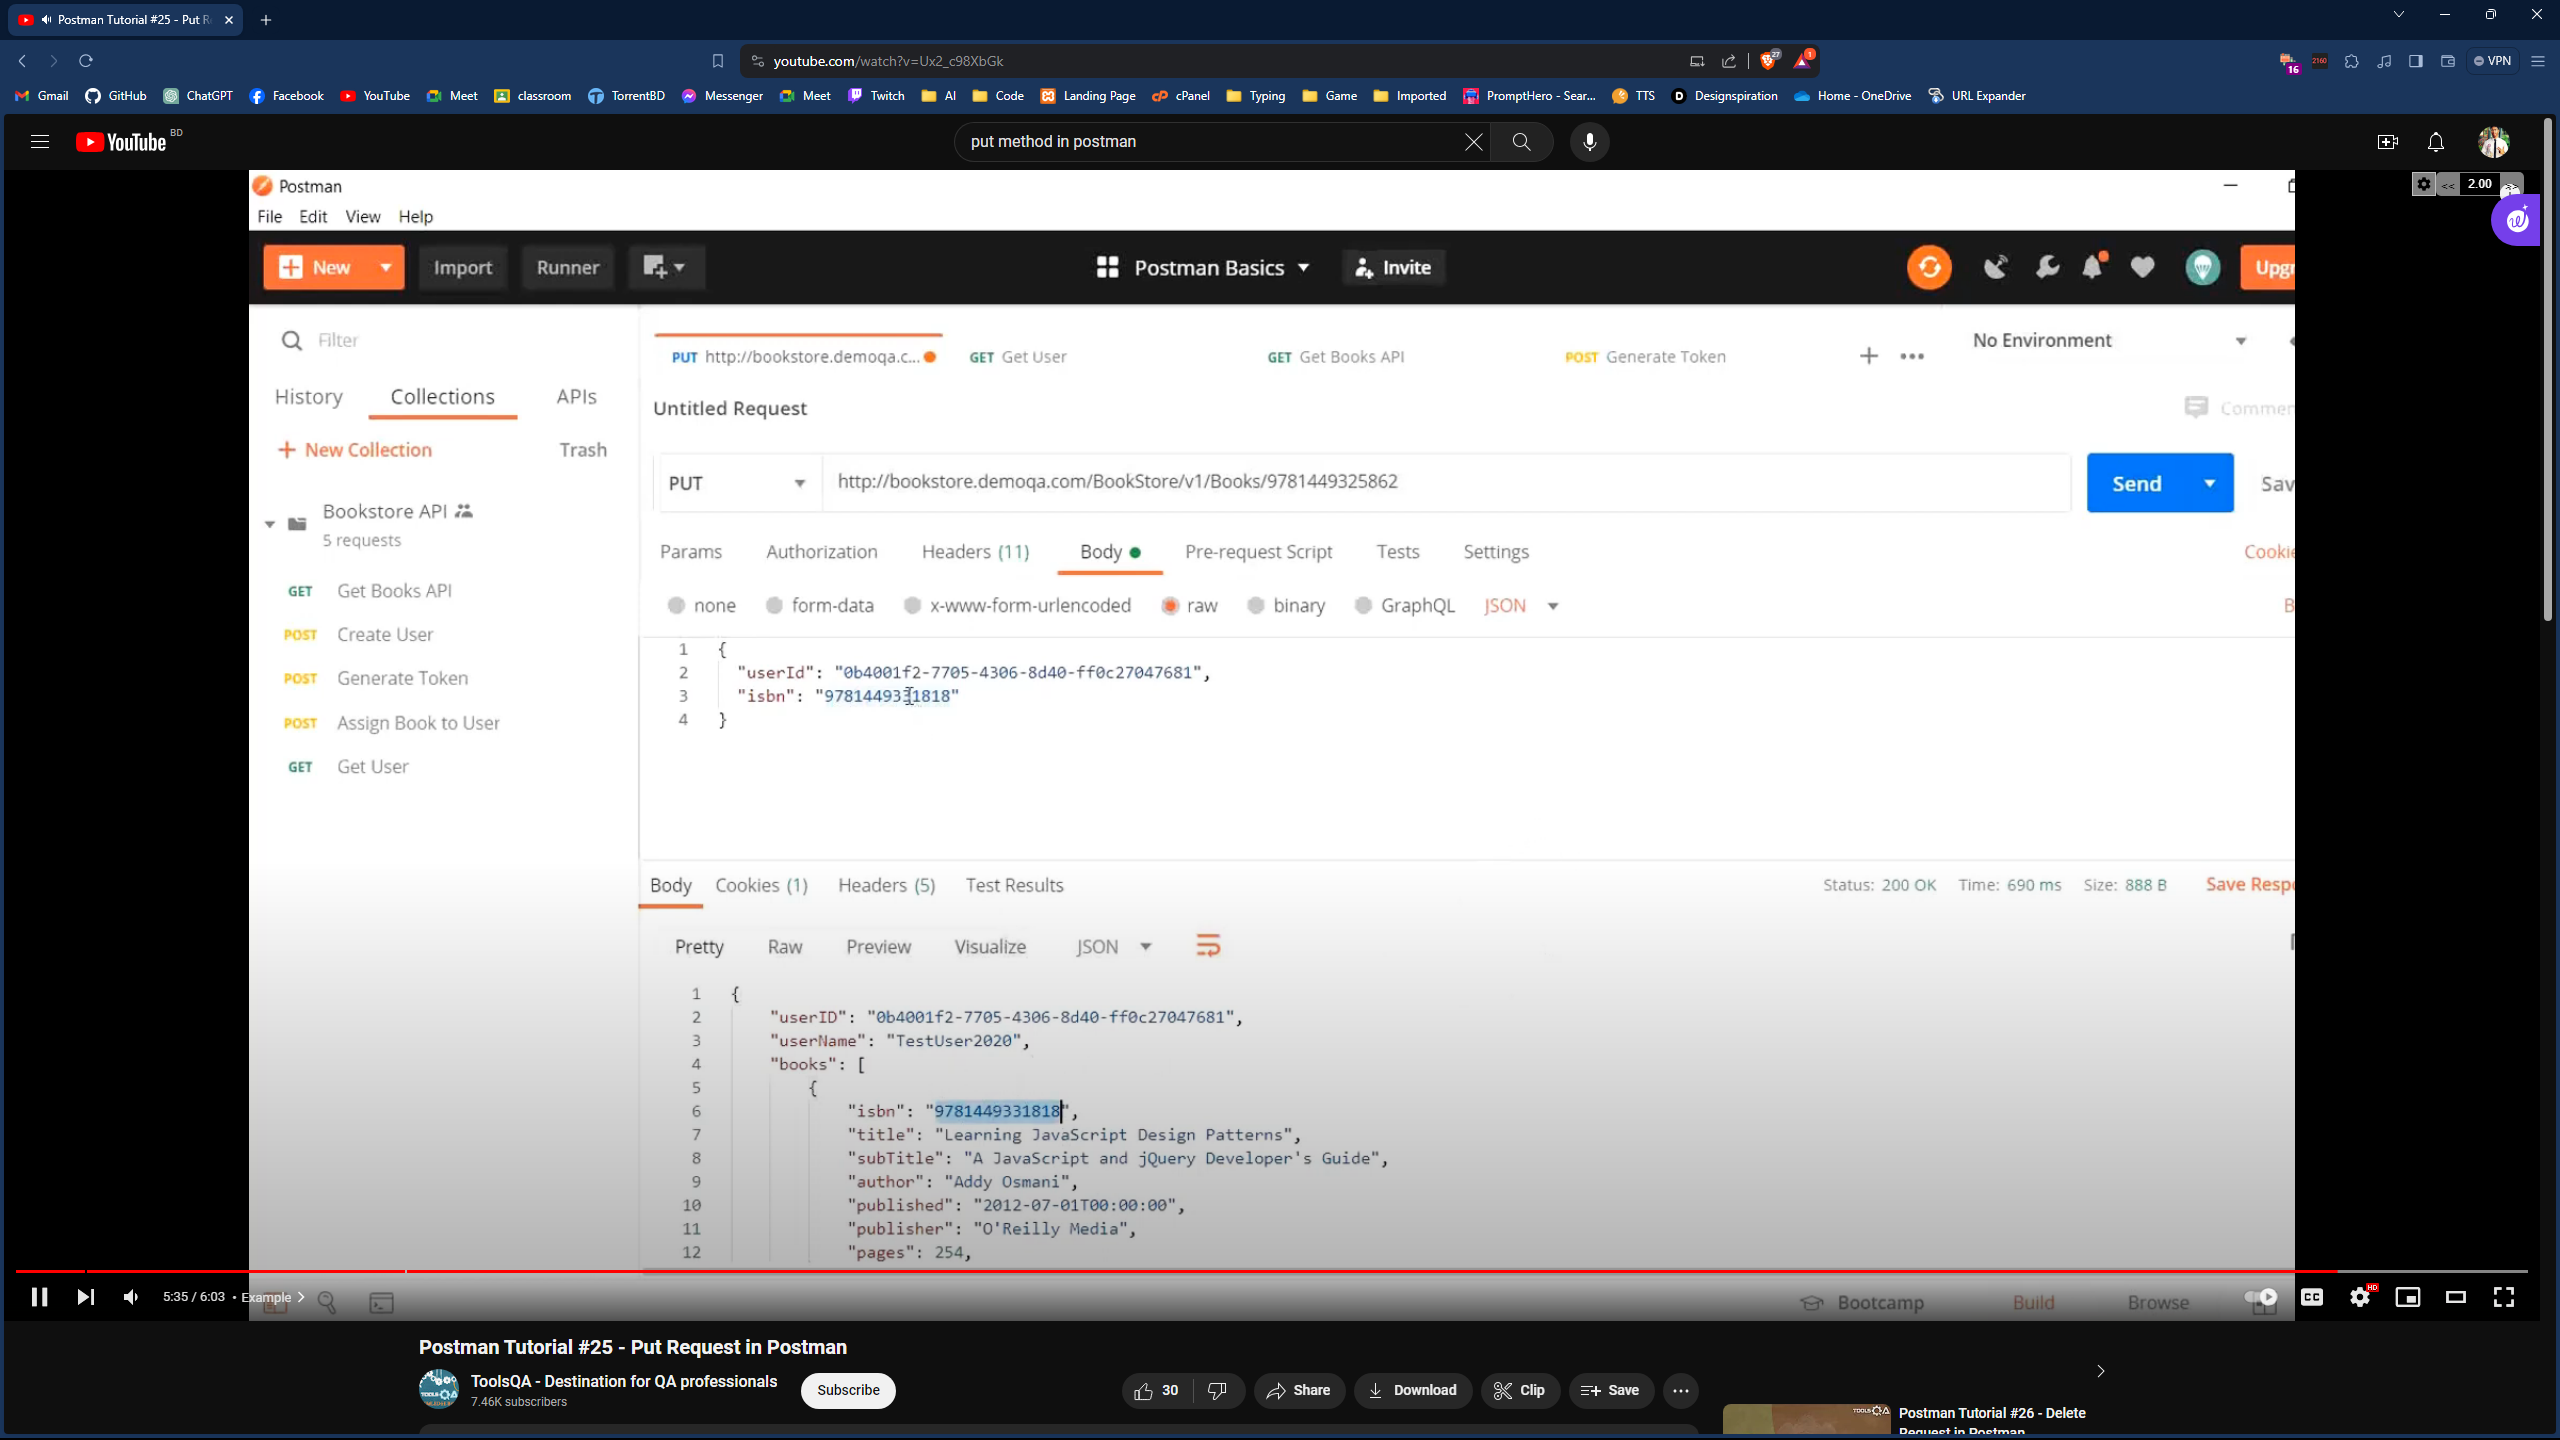 Postman Tutorial #25 - Put R
youtube.com/watch?v=Ux2_c98XbGk
27
1
16
2160
VPN
Gmail GitHub ChatGPT Facebook YouTube Meet classroom TorrentBD Messenger Meet Twitch AI Code Landing Page cPanel Typing Game Imported PromptHero - Sear... TTS Designspiration Home - OneDrive URL Expander
YouTube BD
put method in postman
Postman
<< 2.00 >>
File Edit View Help
New Import Runner Postman Basics Invite Upgr
Filter
No Environment
PUT http://bookstore.demoqa.c... GET Get User GET Get Books API POST Generate Token
History Collections APIs
Untitled Request
Commen
New Collection Trash
PUT http://bookstore.demoqa.com/BookStore/v1/Books/9781449325862 Send Sav
Bookstore API
5 requests
Params Authorization Headers (11) Body Pre-request Script Tests Settings Cookie
GET Get Books API
none form-data x-www-form-urlencoded raw binary GraphQL JSON B
POST Create User
POST Generate Token
POST Assign Book to User
GET Get User
1 {
2 "userId": "0b4001f2-7705-4306-8d40-ff0c27047681",
3 "isbn": "9781449331818"
4 }
Body Cookies (1) Headers (5) Test Results Status: 200 OK Time: 690 ms Size: 888 B Save Respo
Pretty Raw Preview Visualize JSON
1 {
2 "userID": "0b4001f2-7705-4306-8d40-ff0c27047681",
3 "userName": "TestUser2020",
4 "books": [
5 {
6 "isbn": "9781449331818",
7 "title": "Learning JavaScript Design Patterns",
8 "subTitle": "A JavaScript and jQuery Developer's Guide",
9 "author": "Addy Osmani",
10 "published": "2012-07-01T00:00:00",
11 "publisher": "O'Reilly Media",
12 "pages": 254,
5:35 / 6:03 • Example
Bootcamp Build Browse
CC HD
Postman Tutorial #25 - Put Request in Postman
ToolsQA - Destination for QA professionals
7.46K subscribers
Subscribe
30 Share Download Clip Save
Postman Tutorial #26 - Delete
Request in Postman